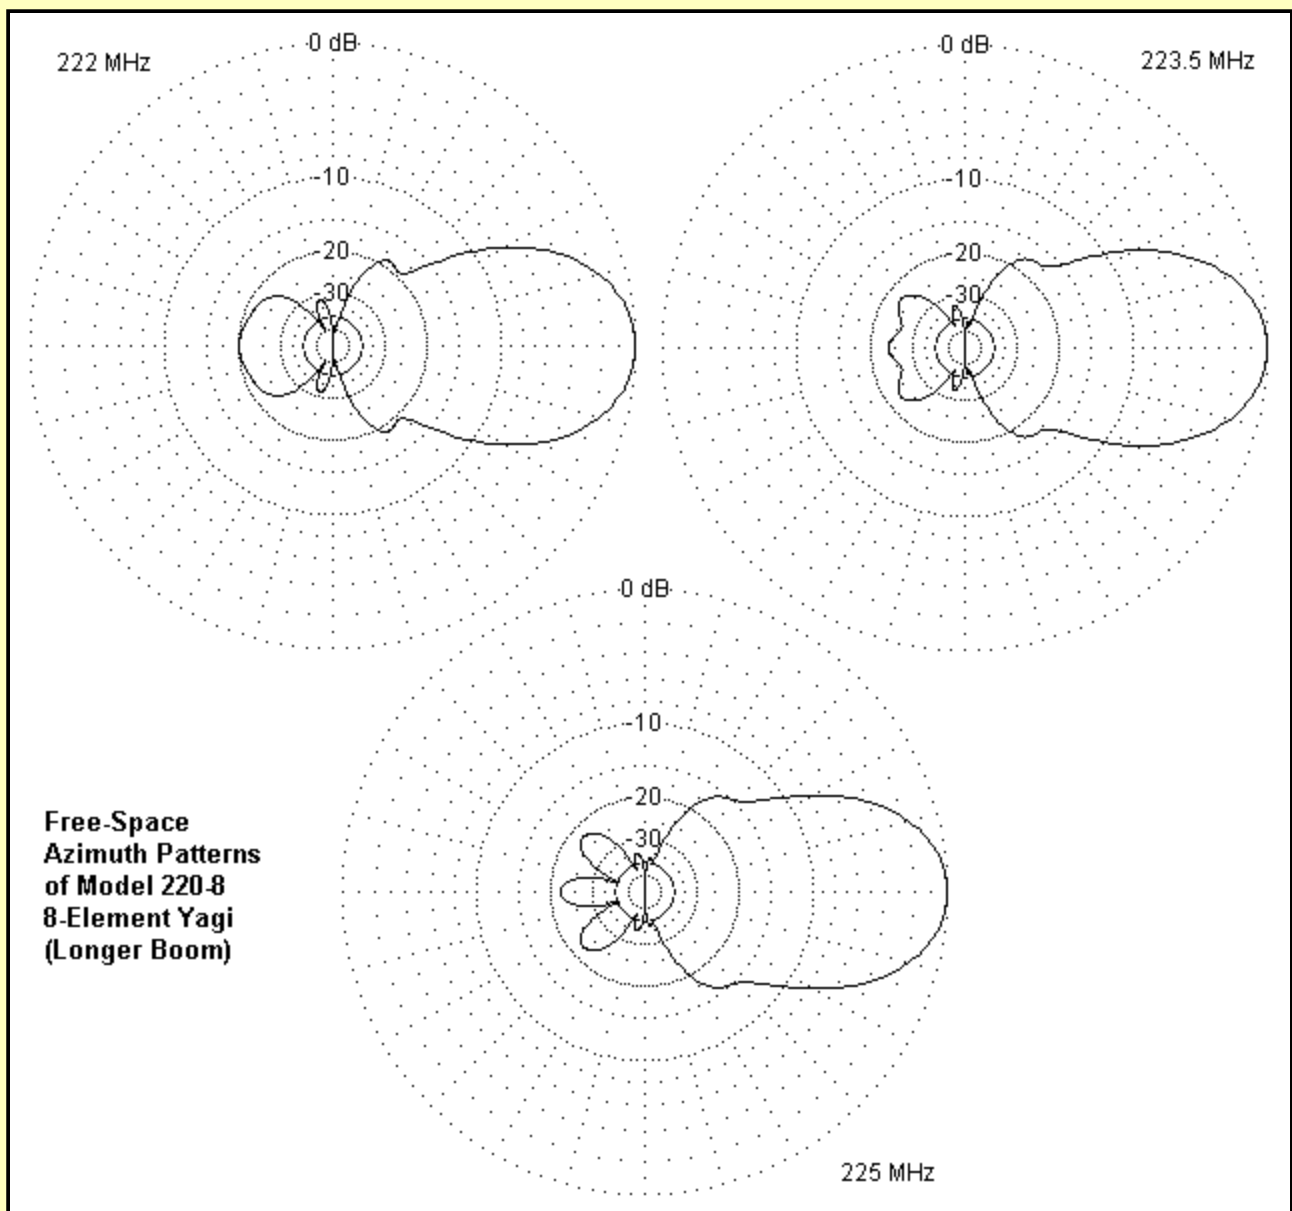 222 MHz
0 dB
-10
-20
-30
223.5 MHz
0 dB
-10
-20
-30
0 dB
-10
-20
-30
Free-Space
Azimuth Patterns
of Model 220-8
8-Element Yagi
(Longer Boom)
225 MHz